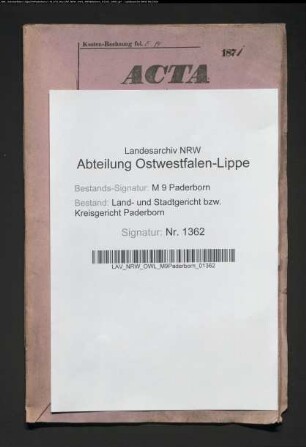 Kosten-Rechnung Fol.
187
ACTA
Landesarchiv NRW
Abteilung Ostwestfalen-Lippe
Bestands-Signatur: M 9 Paderborn
Bestand: Land- und Stadtgericht bzw.
Kreisgericht Paderborn
Signatur: Nr. 1362
LAV_NRW_OWL_M9Paderborn_01362